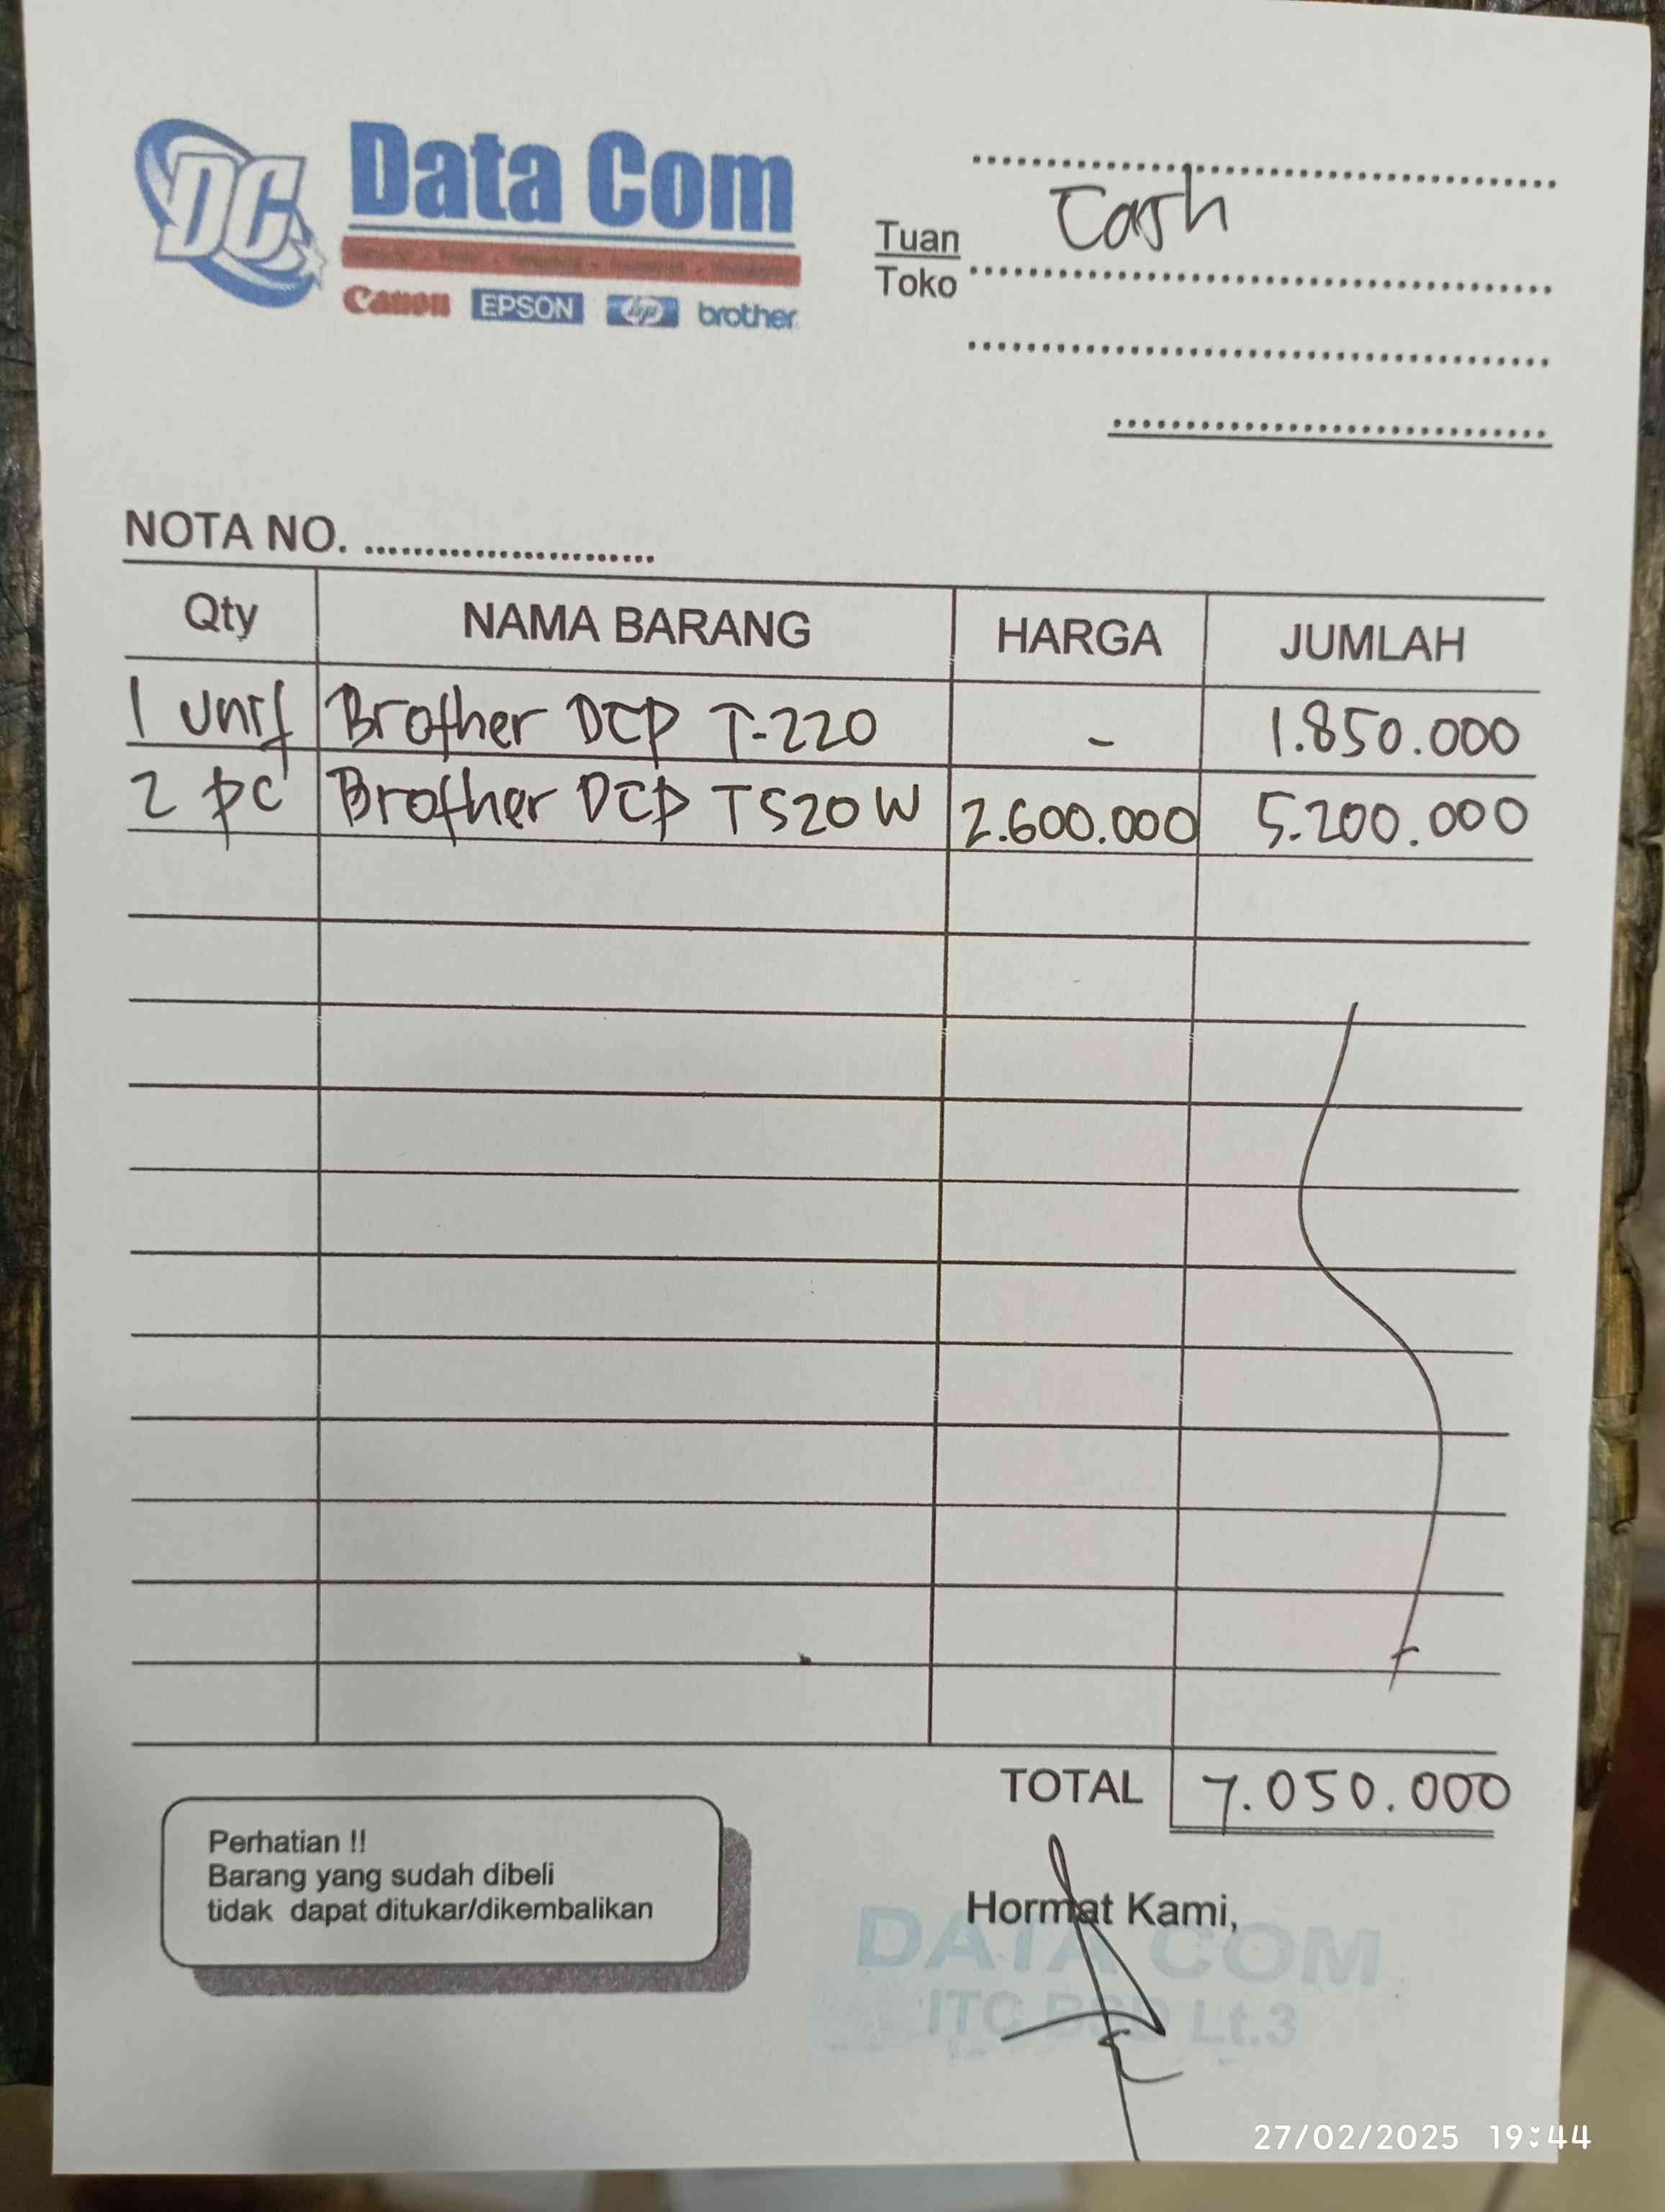 DC Data Com
Canon EPSON hp brother
Tuan Cash
Toko
NOTA NO.
Qty NAMA BARANG HARGA JUMLAH
1 unit Brother DCP T-220 - 1.850.000
2 pc Brother DCP T520W 2.600.000 5.200.000
TOTAL 7.050.000
Perhatian !!
Barang yang sudah dibeli
tidak dapat ditukar/dikembalikan
Hormat Kami,
DATA COM
ITC BSD Lt.3
27/02/2025 19:44